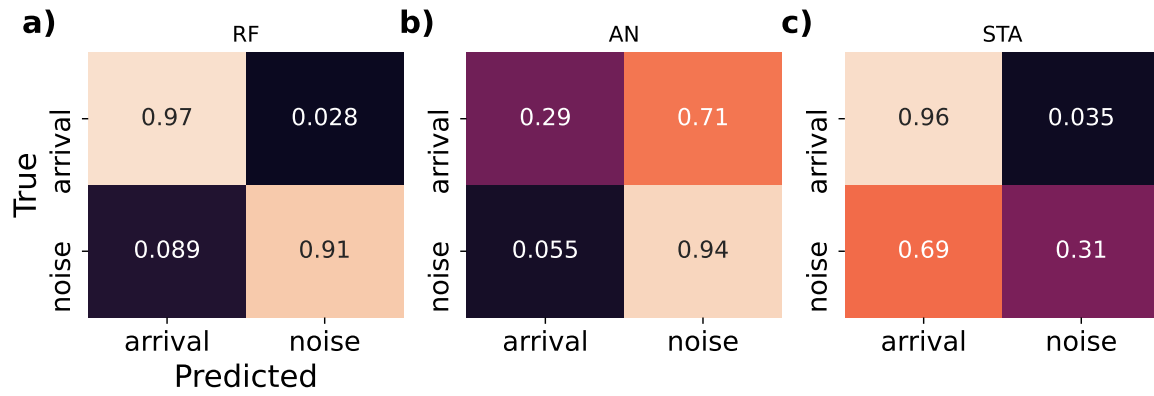 a)
RF
True
arrival
noise
0.97
0.028
0.089
0.91
arrival
noise
Predicted
b)
AN
arrival
noise
0.29
0.71
0.055
0.94
arrival
noise
c)
STA
arrival
noise
0.96
0.035
0.69
0.31
arrival
noise